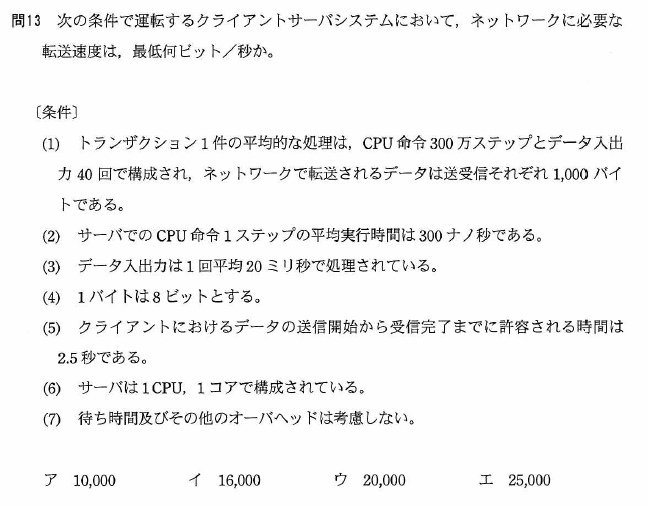 問13 次の条件で運転するクライアントサーバシステムにおいて，ネットワークに必要な
転送速度は，最低何ビット／秒か。
〔条件〕
(1) トランザクション1件の平均的な処理は，CPU 命令 300 万ステップとデータ入出
力 40 回で構成され，ネットワークで転送されるデータは送受信それぞれ 1,000 バイ
トである。
(2) サーバでの CPU 命令 1 ステップの平均実行時間は 300 ナノ秒である。
(3) データ入出力は 1 回平均 20 ミリ秒で処理されている。
(4) 1 バイトは 8 ビットとする。
(5) クライアントにおけるデータの送信開始から受信完了までに許容される時間は
2.5 秒である。
(6) サーバは 1 CPU，1 コアで構成されている。
(7) 待ち時間及びその他のオーバヘッドは考慮しない。
ア 10,000 イ 16,000 ウ 20,000 エ 25,000